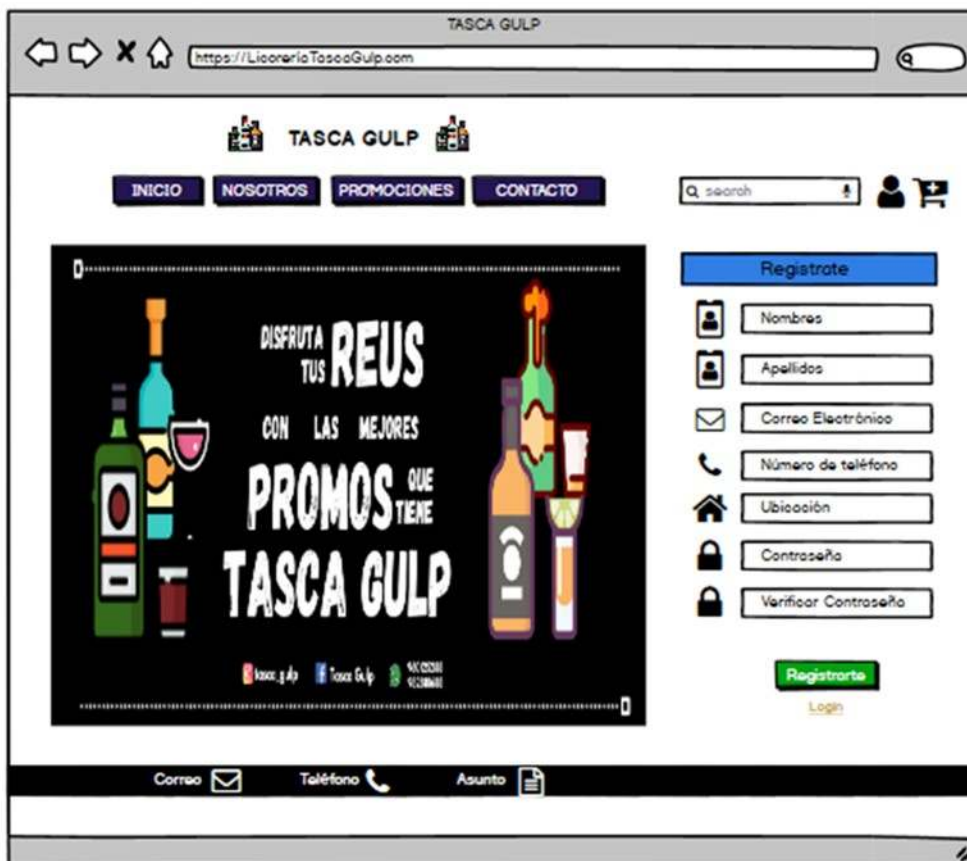 TASCA GULP
https://LicoreriaTascaGulp.com
TASCA GULP
INICIO NOSOTROS PROMOCIONES CONTACTO
search
Registrate
Nombres
Apellidos
Correo Electrónico
Número de teléfono
Ubicación
Contraseña
Verificar Contraseña
Registrarte
Login
DISFRUTA
TUS REUS
CON LAS MEJORES
PROMOS QUE
TIENE
TASCA GULP
tasca_gulp Tasca Gulp
Correo Teléfono Asunto